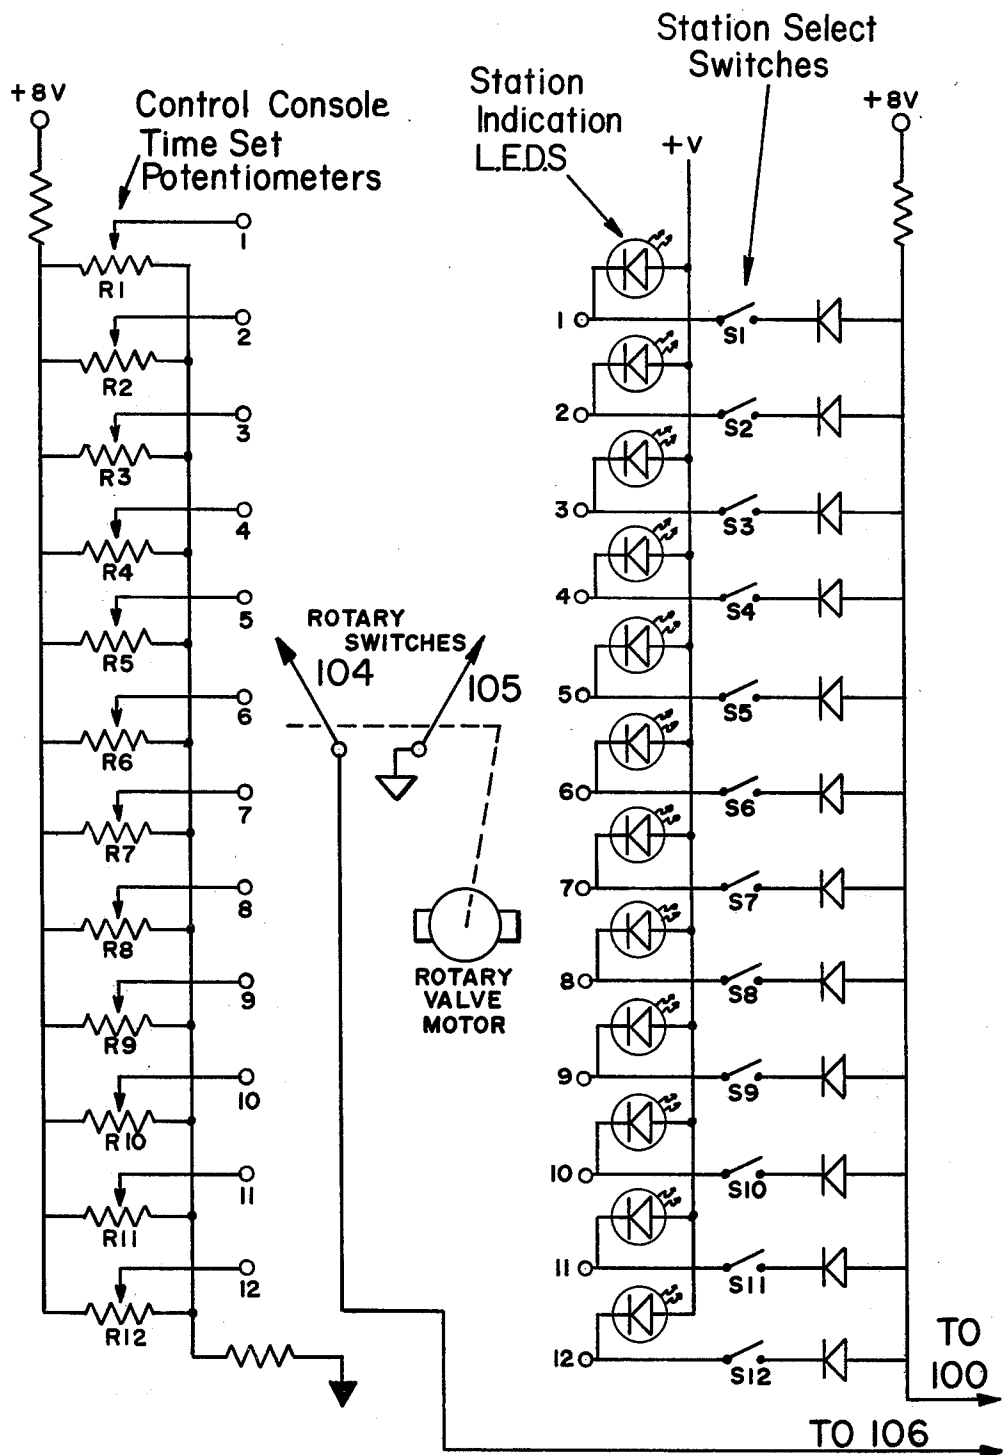 +8V
Control Console
Time Set
Potentiometers
1
R1
2
R2
3
R3
4
R4
5
R5
6
R6
7
R7
8
R8
9
R9
10
R10
11
R11
12
R12
ROTARY
SWITCHES
104
105
ROTARY
VALVE
MOTOR
Station
Indication
L.E.D.S
+V
Station Select
Switches
+8V
1
S1
2
S2
3
S3
4
S4
5
S5
6
S6
7
S7
8
S8
9
S9
10
S10
11
S11
12
S12
TO
100
TO 106